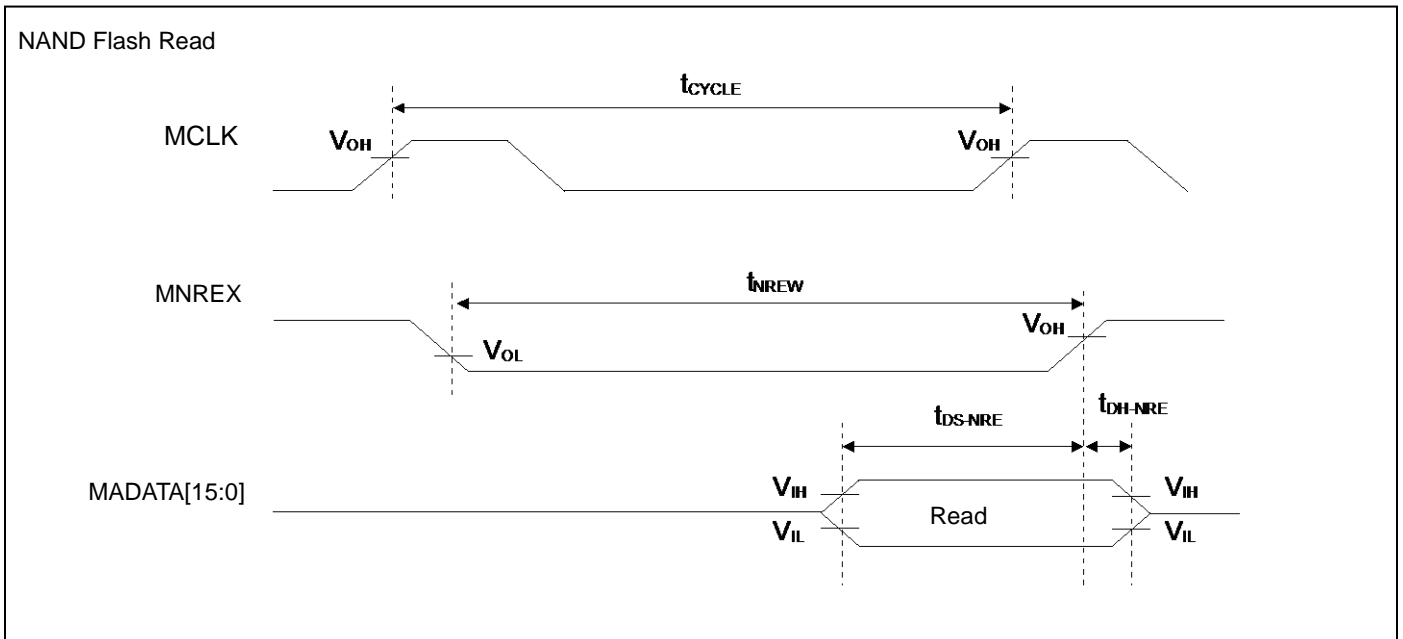 NAND Flash Read
tCYCLE
MCLK
VOH
VOH
tNREW
MNREX
VOH
VOL
tDS-NRE
tDH-NRE
MADATA[15:0]
VIH
VIH
Read
VIL
VIL